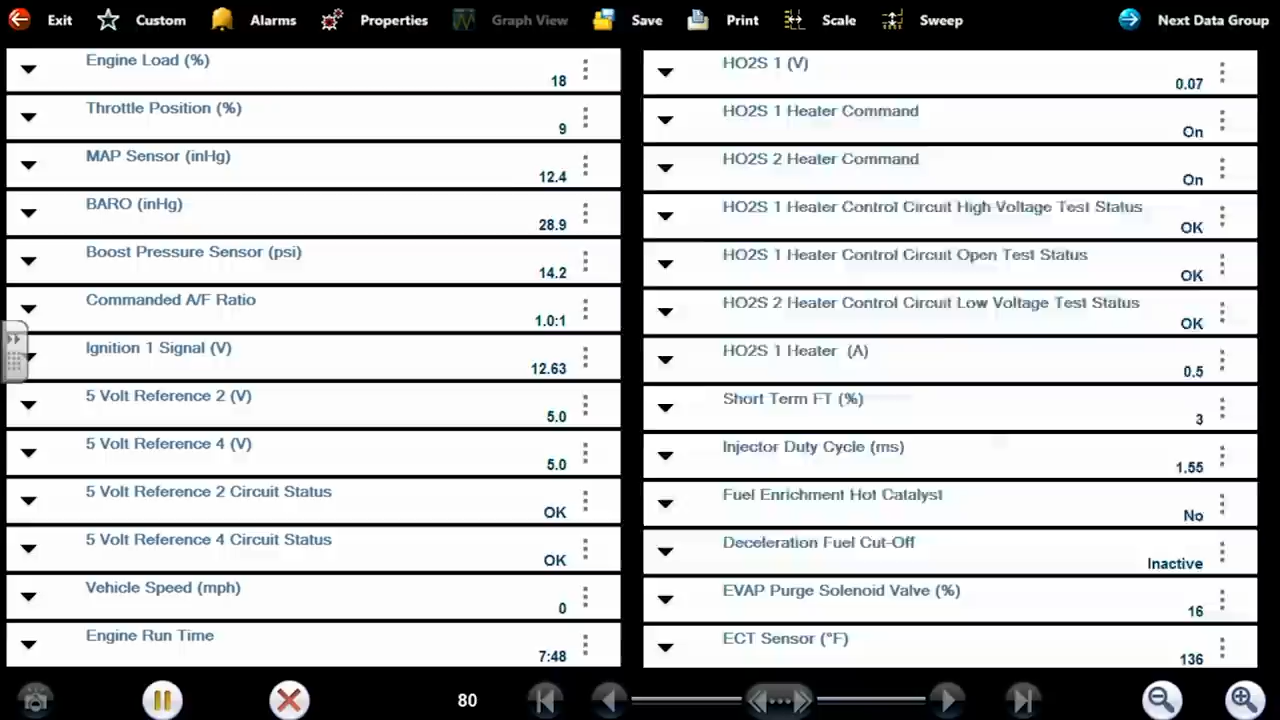 Exit Custom Alarms Properties Graph View Save Print Scale Sweep Next Data Group
Engine Load (%)
18
Throttle Position (%)
9
MAP Sensor (inHg)
12.4
BARO (inHg)
28.9
Boost Pressure Sensor (psi)
14.2
Commanded A/F Ratio
1.0:1
Ignition 1 Signal (V)
12.63
5 Volt Reference 2 (V)
5.0
5 Volt Reference 4 (V)
5.0
5 Volt Reference 2 Circuit Status
OK
5 Volt Reference 4 Circuit Status
OK
Vehicle Speed (mph)
0
Engine Run Time
7:48
HO2S 1 (V)
0.07
HO2S 1 Heater Command
On
HO2S 2 Heater Command
On
HO2S 1 Heater Control Circuit High Voltage Test Status
OK
HO2S 1 Heater Control Circuit Open Test Status
OK
HO2S 2 Heater Control Circuit Low Voltage Test Status
OK
HO2S 1 Heater (A)
0.5
Short Term FT (%)
3
Injector Duty Cycle (ms)
1.55
Fuel Enrichment Hot Catalyst
No
Deceleration Fuel Cut-Off
Inactive
EVAP Purge Solenoid Valve (%)
16
ECT Sensor (°F)
136
80